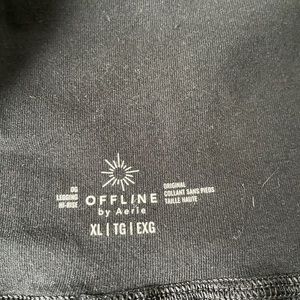 OG
LEGGING
HI-RISE
OFFLINE
by Aerie
ORIGINAL
COLLANT SANS PIEDS
TAILLE HAUTE
XL | TG | EXG